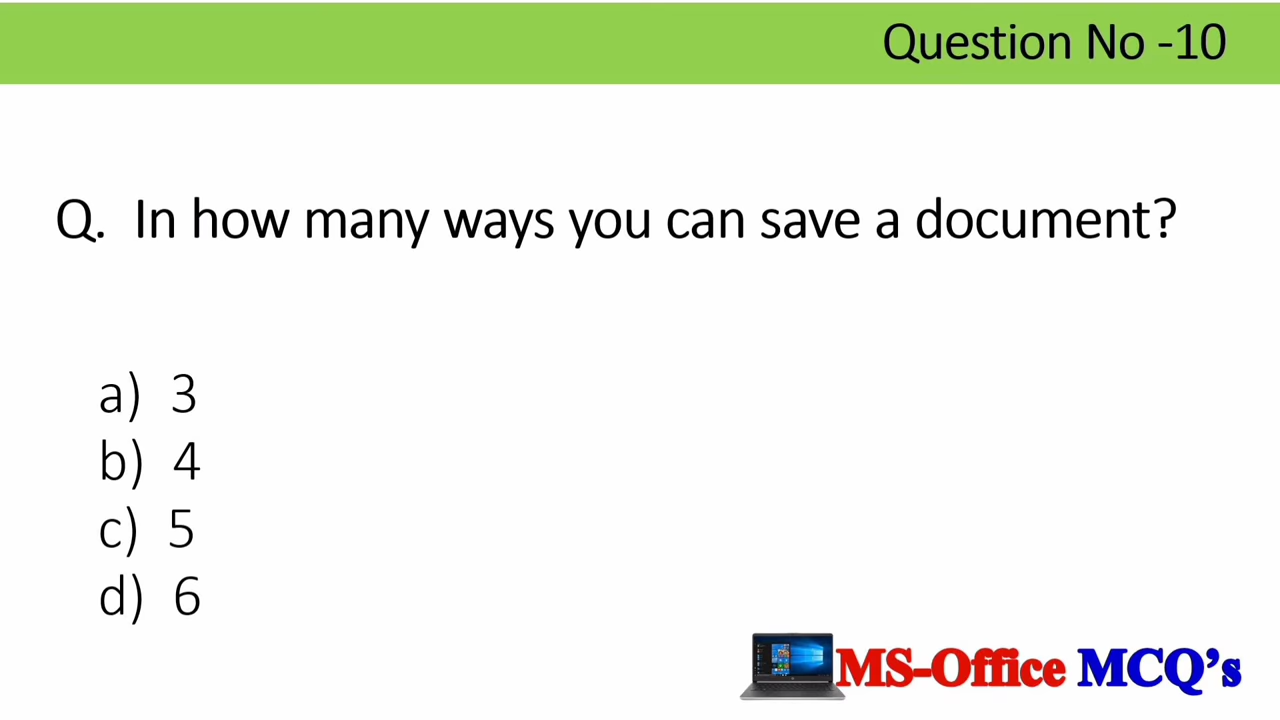 Question No -10
Q. In how many ways you can save a document?
a) 3
b) 4
c) 5
d) 6
MS-Office MCQ’s